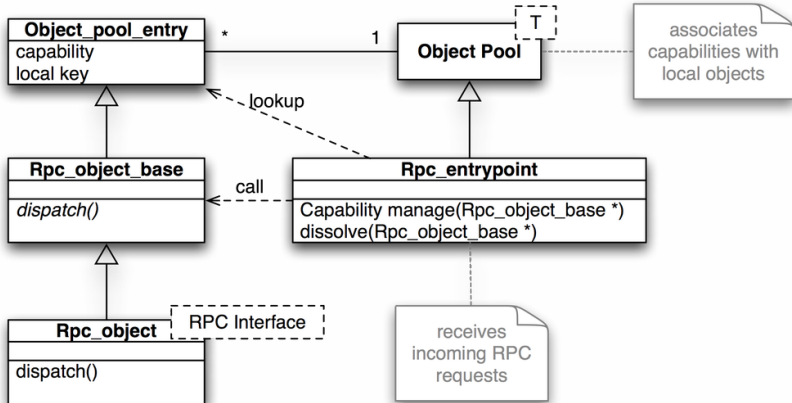 Object_pool_entry
capability
local key
*
1
Object Pool
T
associates
capabilities with
local objects
lookup
Rpc_object_base
dispatch()
call
Rpc_entrypoint
Capability manage(Rpc_object_base *)
dissolve(Rpc_object_base *)
Rpc_object
RPC Interface
dispatch()
receives
incoming RPC
requests